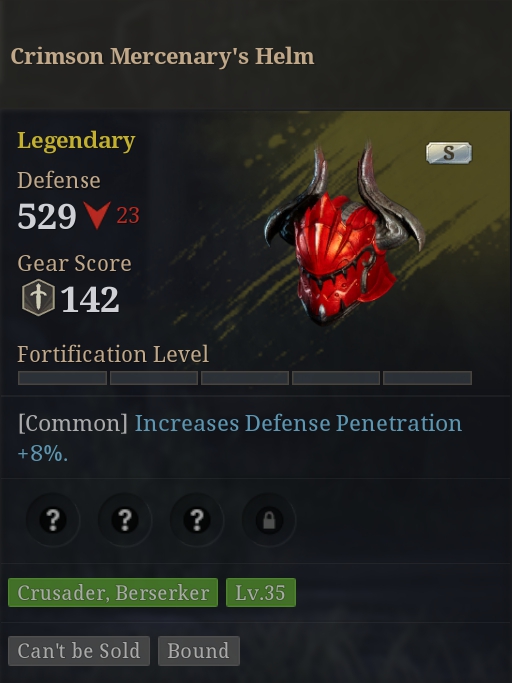 Crimson Mercenary's Helm
Legendary
S
Defense
529 23
Gear Score
142
Fortification Level
[Common] Increases Defense Penetration
+8%.
? ? ?
Crusader, Berserker Lv.35
Can't be Sold Bound